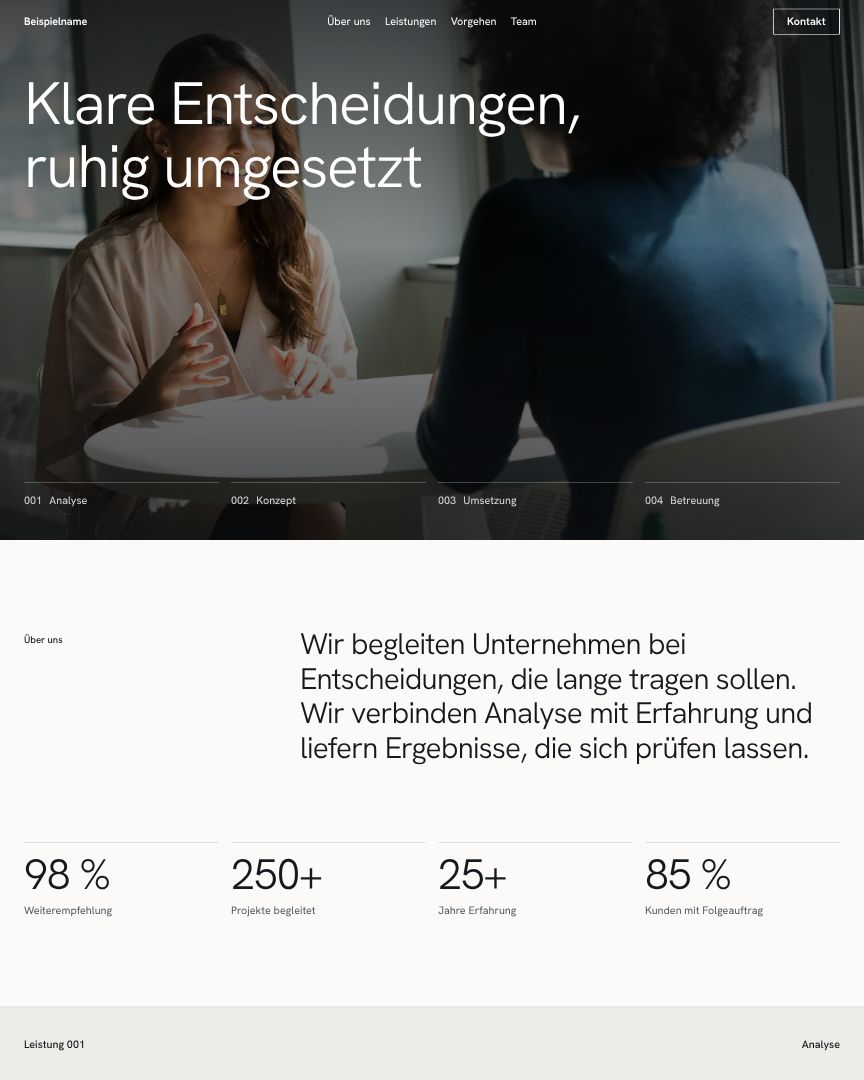 Beispielname
Über uns Leistungen Vorgehen Team
Kontakt
Klare Entscheidungen,
ruhig umgesetzt
001 Analyse
002 Konzept
003 Umsetzung
004 Betreuung
Über uns
Wir begleiten Unternehmen bei
Entscheidungen, die lange tragen sollen.
Wir verbinden Analyse mit Erfahrung und
liefern Ergebnisse, die sich prüfen lassen.
98 %
Weiterempfehlung
250+
Projekte begleitet
25+
Jahre Erfahrung
85 %
Kunden mit Folgeauftrag
Leistung 001
Analyse